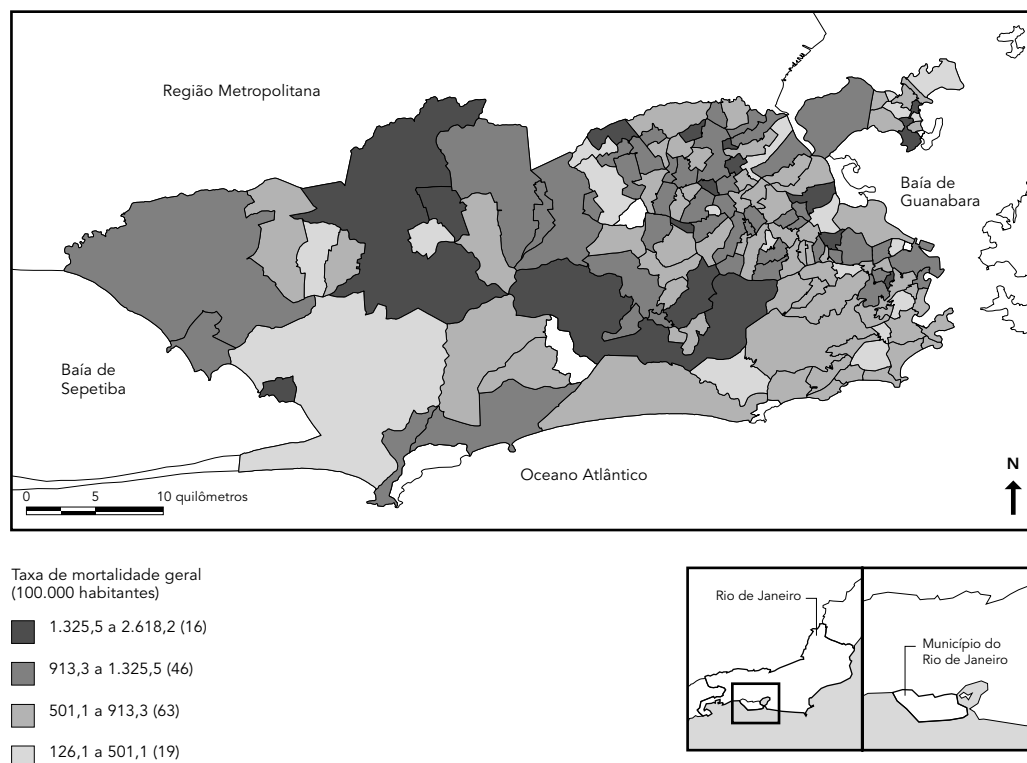 Região Metropolitana
Baía de
Guanabara
Baía de
Sepetiba
Oceano Atlântico
N
0 5 10 quilômetros
Taxa de mortalidade geral
(100.000 habitantes)
1.325,5 a 2.618,2 (16)
913,3 a 1.325,5 (46)
501,1 a 913,3 (63)
126,1 a 501,1 (19)
Rio de Janeiro
Município do
Rio de Janeiro